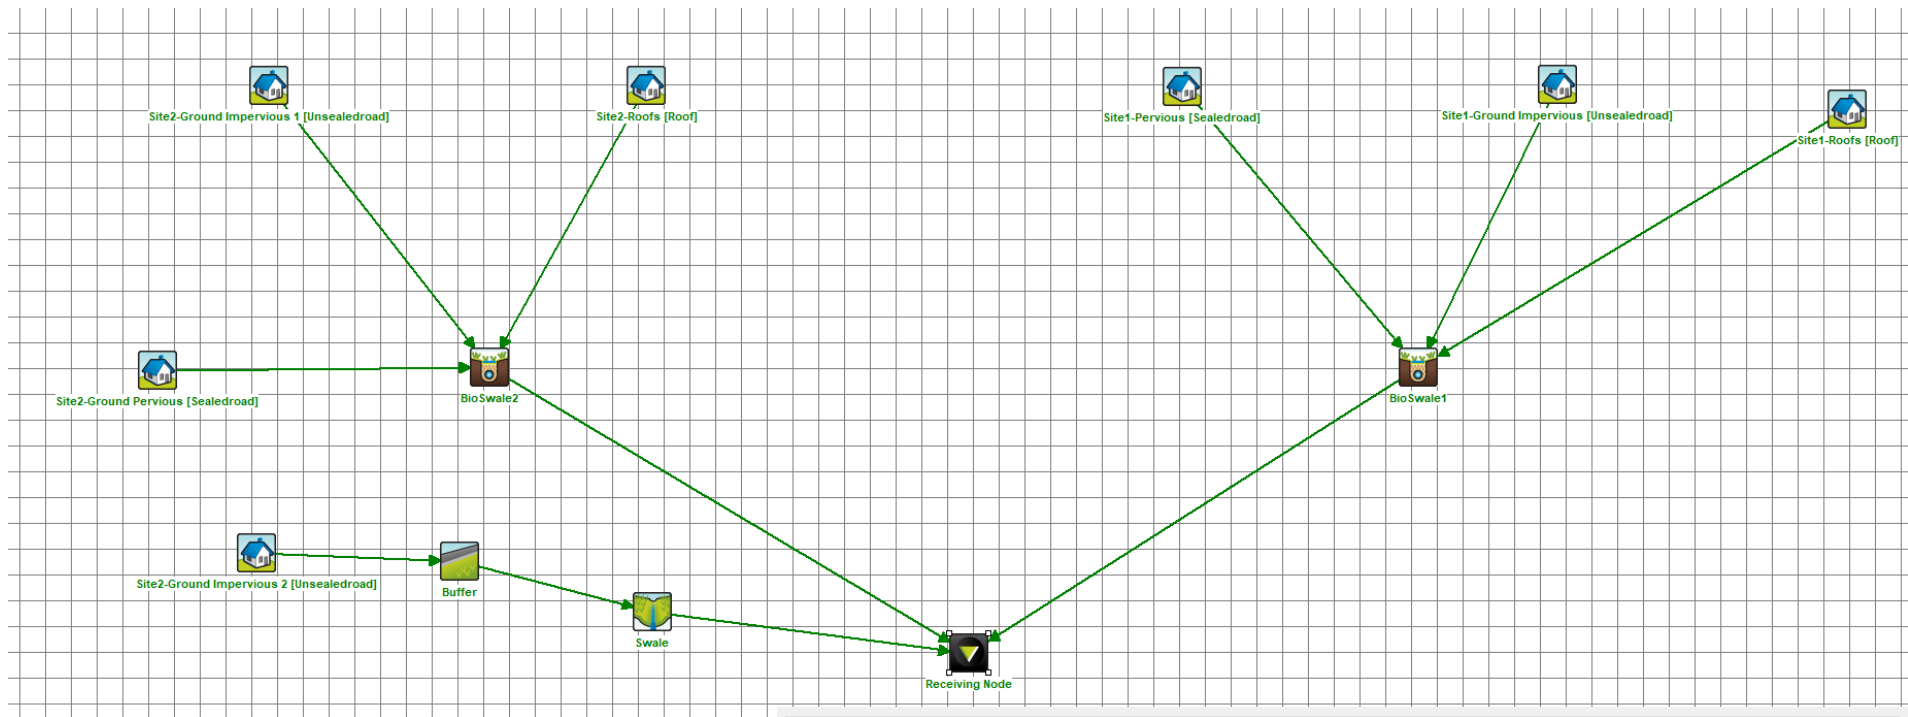 Site2-Ground Impervious 1 [Unsealedroad]
Site2-Roofs [Roof]
Site1-Pervious [Sealedroad]
Site1-Ground Impervious [Unsealedroad]
Site1-Roofs [Roof]
Site2-Ground Pervious [Sealedroad]
BioSwale2
BioSwale1
Site2-Ground Impervious 2 [Unsealedroad]
Buffer
Swale
Receiving Node